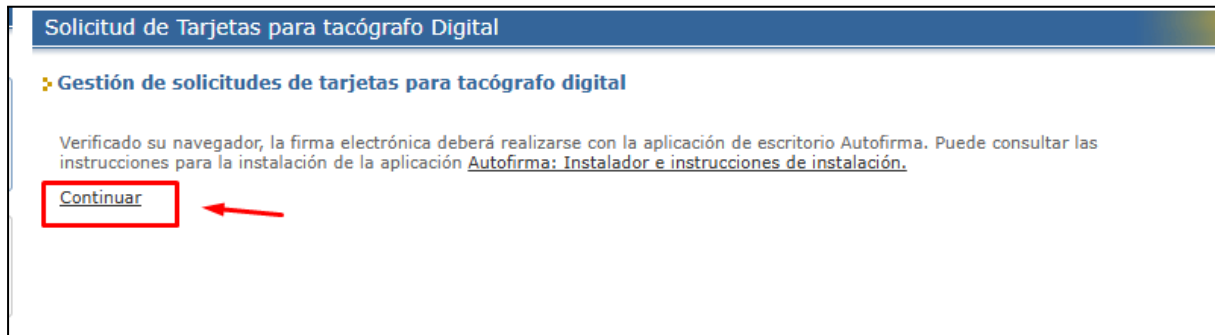 Solicitud de Tarjetas para tacógrafo Digital
Gestión de solicitudes de tarjetas para tacógrafo digital
Verificado su navegador, la firma electrónica deberá realizarse con la aplicación de escritorio Autofirma. Puede consultar las
instrucciones para la instalación de la aplicación Autofirma: Instalador e instrucciones de instalación.
Continuar